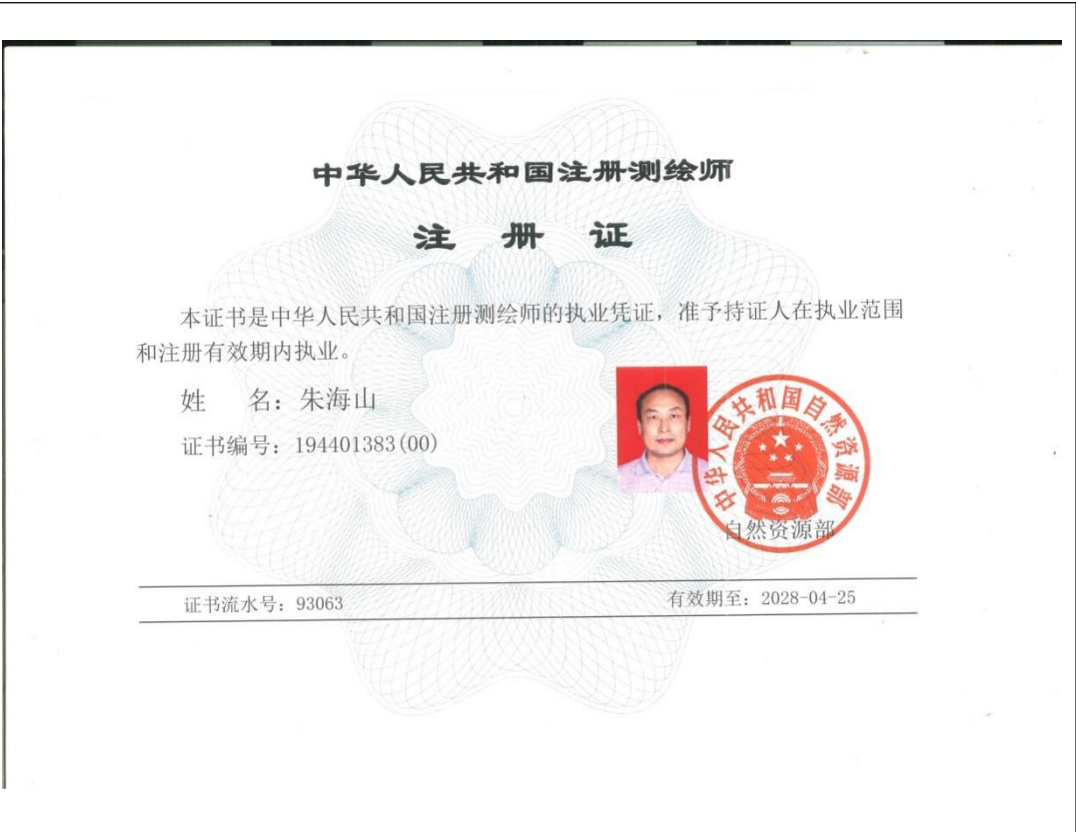 中华人民共和国注册测绘师
注 册 证
本证书是中华人民共和国注册测绘师的执业凭证，准予持证人在执业范围
和注册有效期内执业。
姓 名：朱海山
证书编号：194401383(00)
中华人民共和国自然资源部
自然资源部
证书流水号：93063
有效期至：2028-04-25